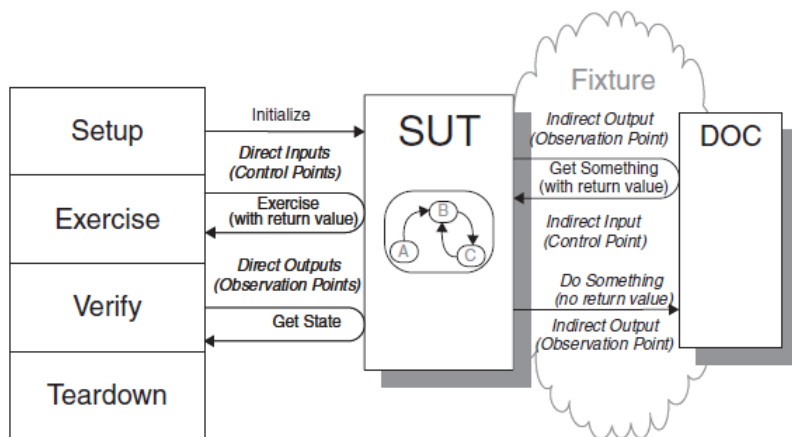 Setup
Exercise
Verify
Teardown
Initialize
Direct Inputs
(Control Points)
Exercise
(with return value)
Direct Outputs
(Observation Points)
Get State
SUT
B
A
C
Fixture
Indirect Output
(Observation Point)
Get Something
(with return value)
Indirect Input
(Control Point)
Do Something
(no return value)
Indirect Output
(Observation Point)
DOC